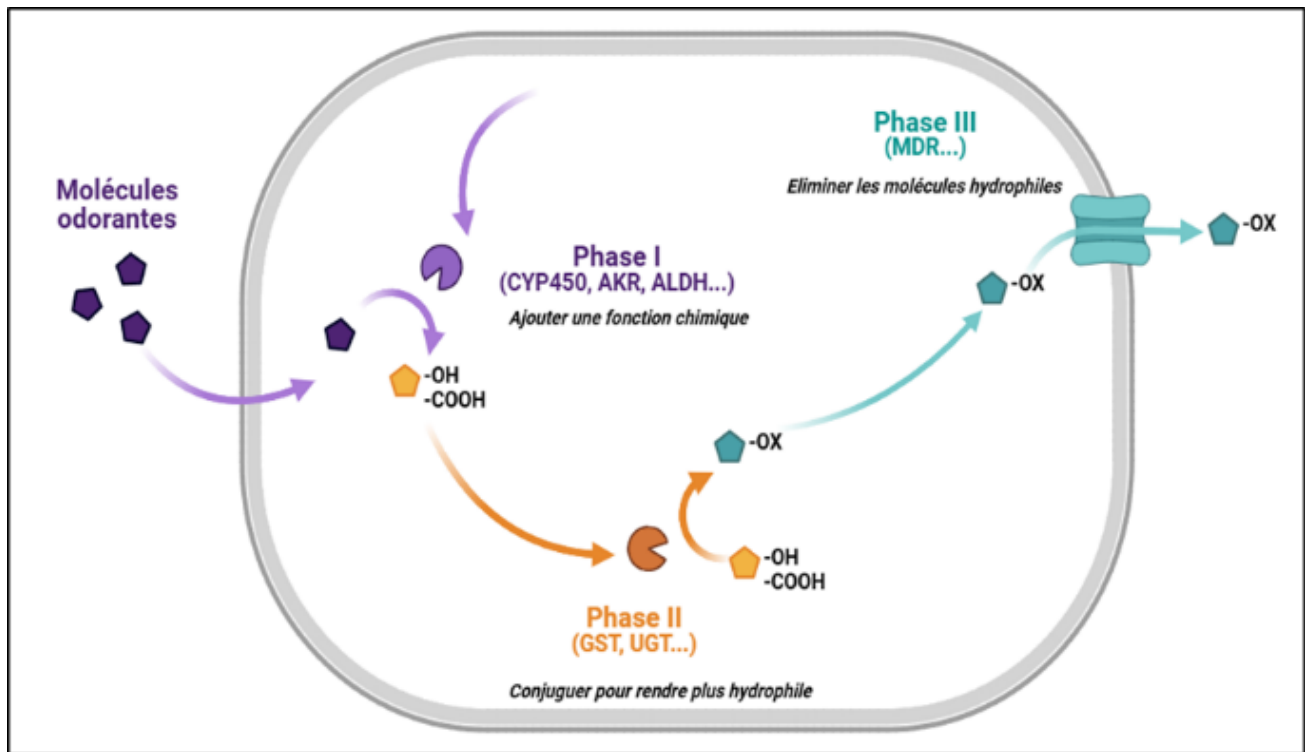 Molécules
odorantes
Phase I
(CYP450, AKR, ALDH...)
Ajouter une fonction chimique
-OH
-COOH
Phase II
(GST, UGT...)
Conjuguer pour rendre plus hydrophile
-OH
-COOH
-OX
Phase III
(MDR...)
Eliminer les molécules hydrophiles
-OX
-OX